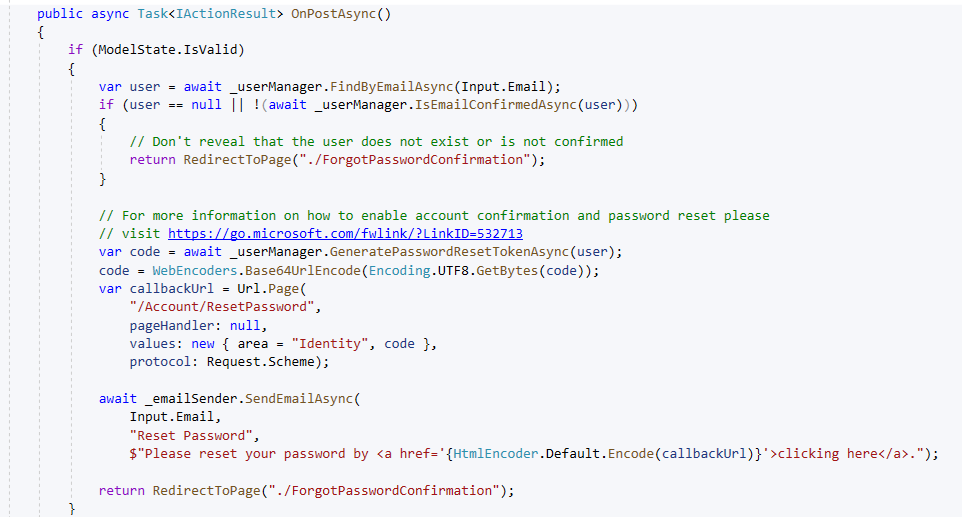 public async Task<IActionResult> OnPostAsync()
{
if (ModelState.IsValid)
{
var user = await _userManager.FindByEmailAsync(Input.Email);
if (user == null || !(await _userManager.IsEmailConfirmedAsync(user)))
{
// Don't reveal that the user does not exist or is not confirmed
return RedirectToPage("./ForgotPasswordConfirmation");
}
// For more information on how to enable account confirmation and password reset please
// visit https://go.microsoft.com/fwlink/?LinkID=532713
var code = await _userManager.GeneratePasswordResetTokenAsync(user);
code = WebEncoders.Base64UrlEncode(Encoding.UTF8.GetBytes(code));
var callbackUrl = Url.Page(
"/Account/ResetPassword",
pageHandler: null,
values: new { area = "Identity", code },
protocol: Request.Scheme);
await _emailSender.SendEmailAsync(
Input.Email,
"Reset Password",
$"Please reset your password by <a href='{HtmlEncoder.Default.Encode(callbackUrl)}'>clicking here</a>.");
return RedirectToPage("./ForgotPasswordConfirmation");
}